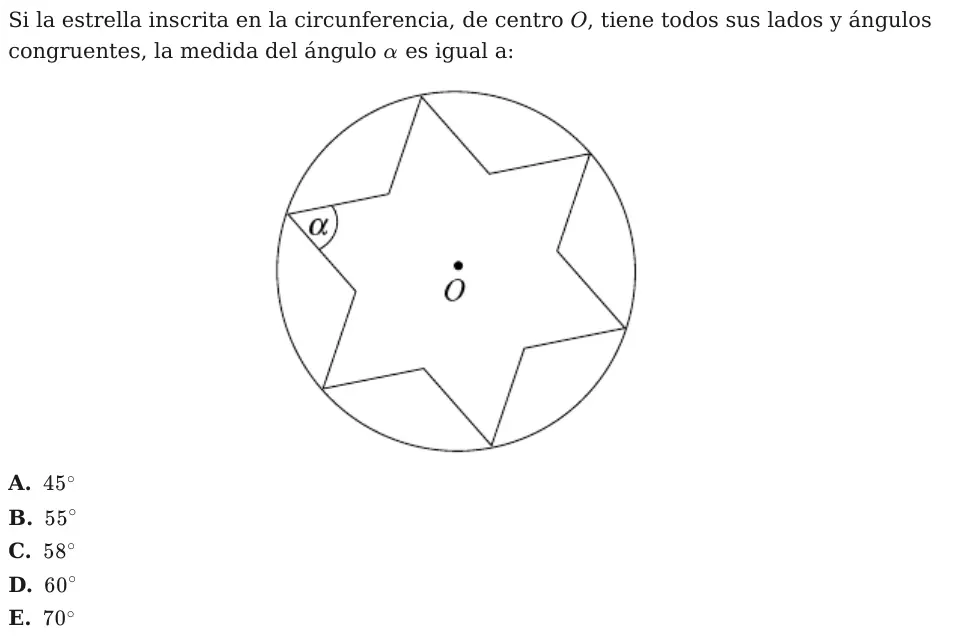 Si la estrella inscrita en la circunferencia, de centro O, tiene todos sus lados y ángulos
congruentes, la medida del ángulo α es igual a:
α
O
A. 45°
B. 55°
C. 58°
D. 60°
E. 70°